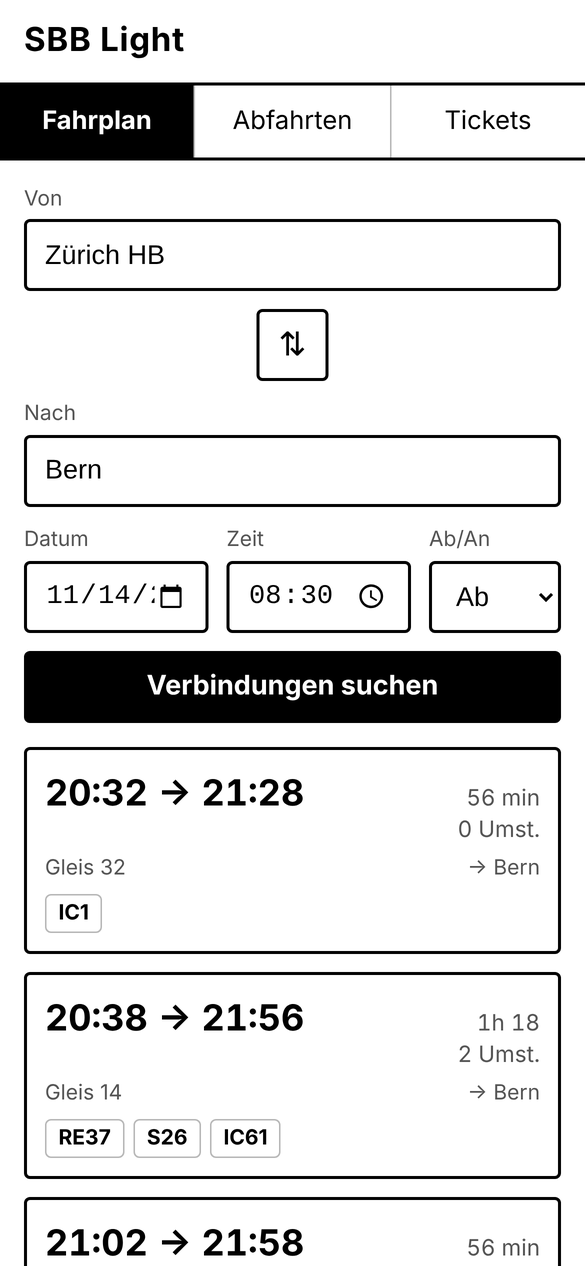 SBB Light
Fahrplan Abfahrten Tickets
Von
Zürich HB
⇅
Nach
Bern
Datum Zeit Ab/An
11/14/ 08:30 Ab
Verbindungen suchen
20:32 → 21:28 56 min
0 Umst.
Gleis 32 → Bern
IC1
20:38 → 21:56 1h 18
2 Umst.
Gleis 14 → Bern
RE37 S26 IC61
21:02 → 21:58 56 min